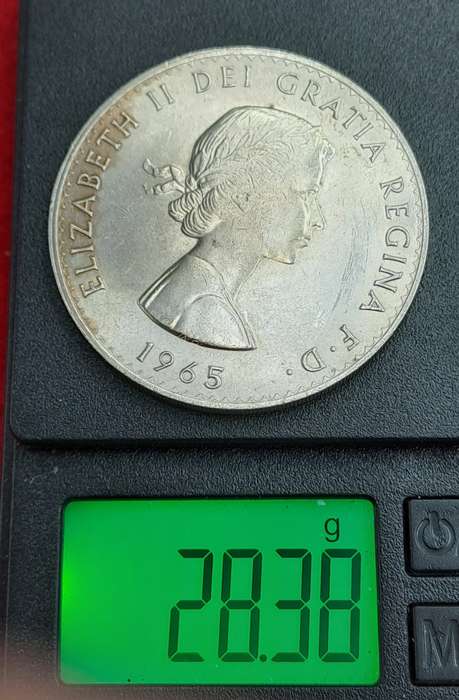 ELIZABETH II DEI GRATIA REGINA F·D·
1965
g
28.38
M